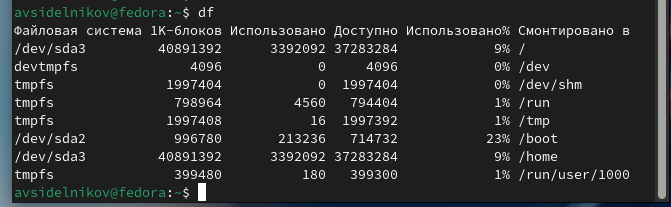 avsidelnikov@fedora:~$ df
Файловая система 1K-блоков Использовано Доступно Использовано% Смонтировано в
/dev/sda3 40891392 3392092 37283284 9% /
devtmpfs 4096 0 4096 0% /dev
tmpfs 1997404 0 1997404 0% /dev/shm
tmpfs 798964 4560 794404 1% /run
tmpfs 1997408 16 1997392 1% /tmp
/dev/sda2 996780 213236 714732 23% /boot
/dev/sda3 40891392 3392092 37283284 9% /home
tmpfs 399480 180 399300 1% /run/user/1000
avsidelnikov@fedora:~$